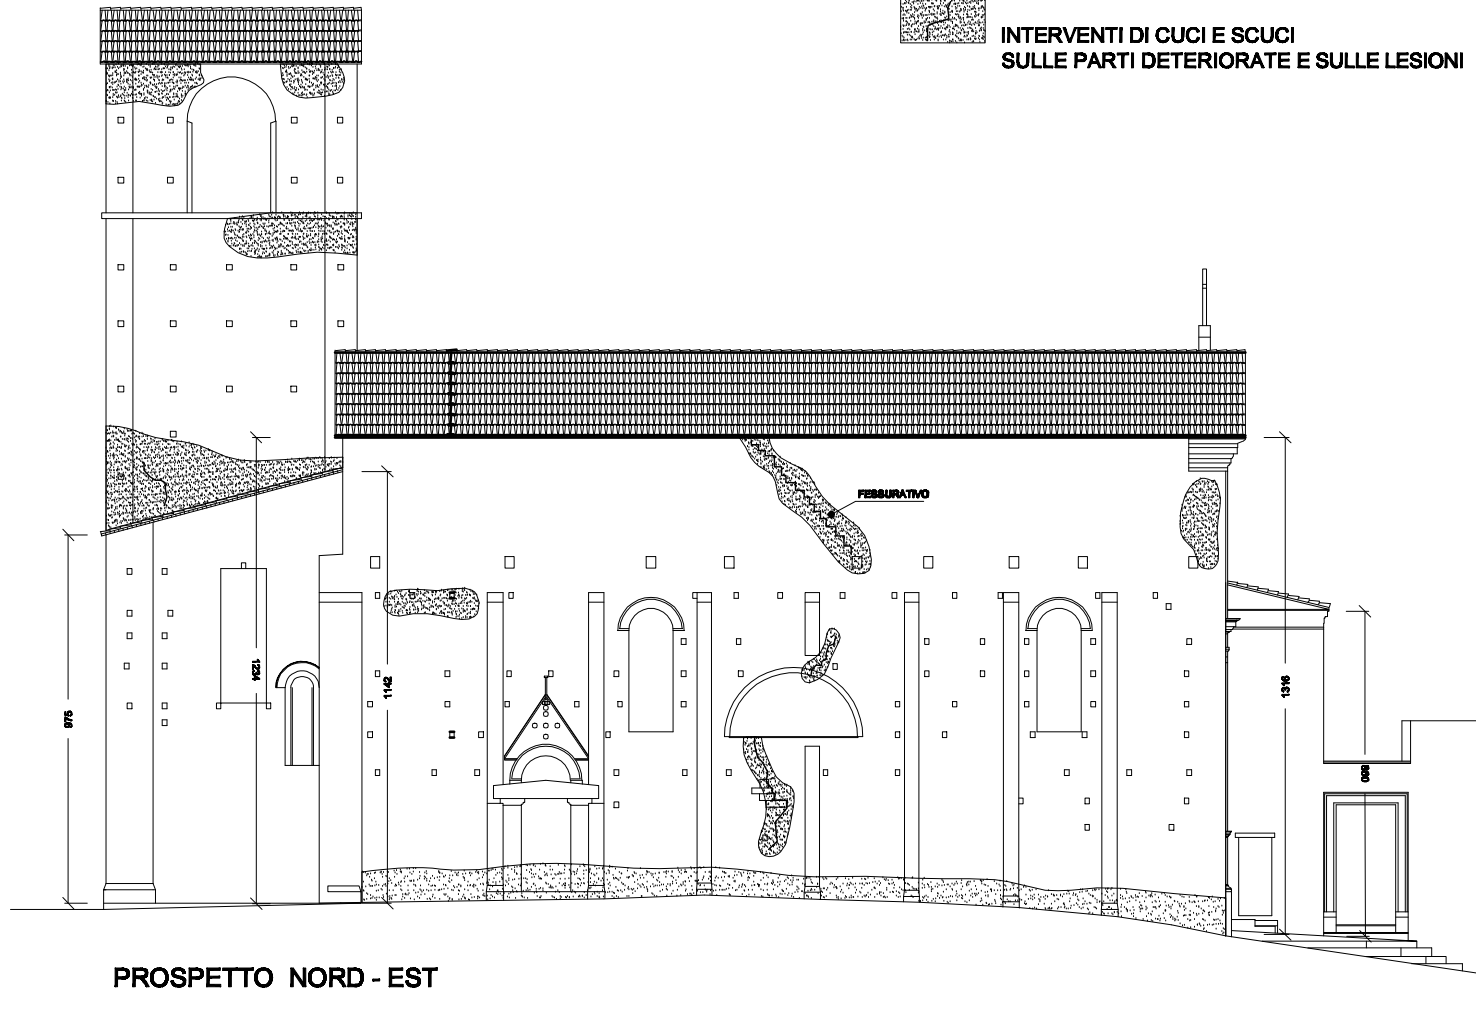 INTERVENTI DI CUCI E SCUCI
SULLE PARTI DETERIORATE E SULLE LESIONI
FESSURATIVO
1234
1142
975
1316
PROSPETTO NORD - EST